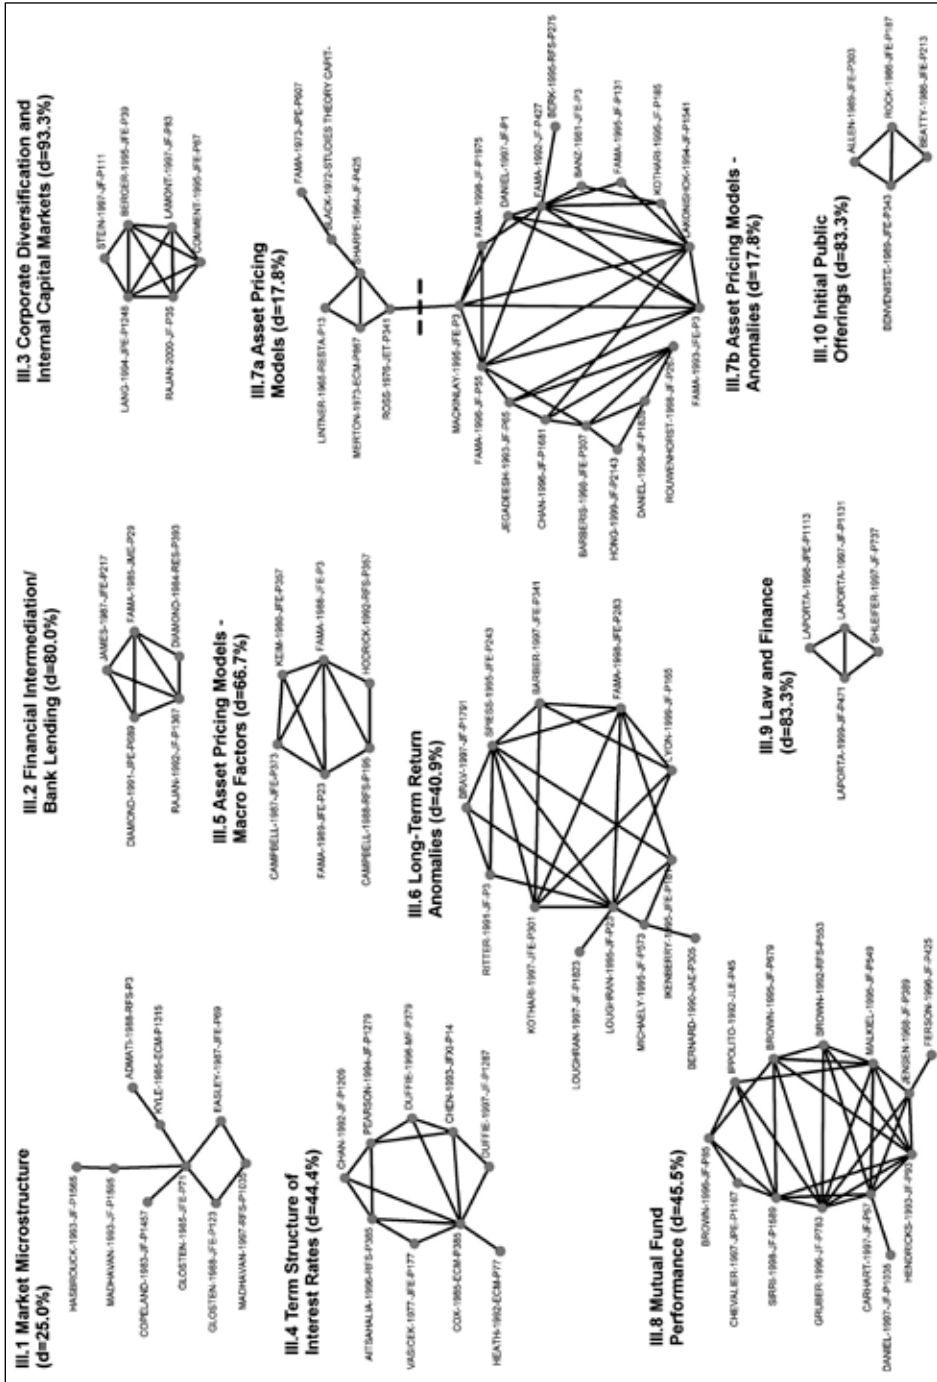 III.1 Market Microstructure
(d=25.0%)
HASBROUCK-1993-JF-P1565
MADHAVAN-1993-JF-P1595
ADMATI-1988-RFS-P3
KYLE-1985-ECM-P1315
COPELAND-1983-JF-P1457
GLOSTEN-1985-JFE-P71
EASLEY-1987-JFE-P69
GLOSTEN-1988-JFE-P123
MADHAVAN-1997-RFS-P1035
III.2 Financial Intermediation/
Bank Lending (d=80.0%)
JAMES-1987-JFE-P217
DIAMOND-1991-JPE-P689
FAMA-1985-JME-P29
RAJAN-1992-JF-P1367
DIAMOND-1984-RES-P393
III.3 Corporate Diversification and
Internal Capital Markets (d=93.3%)
STEIN-1997-JF-P111
LANG-1994-JPE-P1248
BERGER-1995-JFE-P39
RAJAN-2000-JF-P35
LAMONT-1997-JF-P83
COMMENT-1995-JFE-P67
III.4 Term Structure of
Interest Rates (d=44.4%)
CHAN-1992-JF-P1209
AITSAHALIA-1996-RFS-P385
PEARSON-1994-JF-P1279
VASICEK-1977-JFE-P177
DUFFIE-1996-MF-P379
COX-1985-ECM-P385
CHEN-1993-JFXI-P14
DUFFIE-1997-JF-P1287
HEATH-1992-ECM-P77
III.5 Asset Pricing Models -
Macro Factors (d=66.7%)
CAMPBELL-1987-JFE-P373
KEIM-1986-JFE-P357
FAMA-1989-JFE-P23
FAMA-1988-JFE-P3
CAMPBELL-1988-RFS-P195
HODRICK-1992-RFS-P357
III.6 Long-Term Return
Anomalies (d=40.9%)
BRAV-1997-JF-P1791
RITTER-1991-JF-P3
SPIESS-1995-JFE-P243
KOTHARI-1997-JFE-P301
BARBER-1997-JFE-P341
LOUGHRAN-1997-JF-P1823
LOUGHRAN-1995-JF-P23
FAMA-1998-JFE-P283
MICHAELY-1995-JF-P573
LYON-1999-JF-P165
IKENBERRY-1995-JFE-P181
BERNARD-1990-JAE-P305
III.7a Asset Pricing
Models (d=17.8%)
FAMA-1973-JPE-P607
BLACK-1972-STUDIES THEORY CAPIT-
LINTNER-1965-RESTA-P13
SHARPE-1964-JF-P425
MERTON-1973-ECM-P867
ROSS-1976-JET-P341
MACKINLAY-1995-JFE-P3
FAMA-1998-JF-P1975
FAMA-1996-JF-P55
DANIEL-1997-JF-P1
JEGADEESH-1993-JF-P65
FAMA-1992-JF-P427
BERK-1995-RFS-P275
CHAN-1996-JF-P1681
BANZ-1981-JFE-P3
BARBERIS-1998-JFE-P307
FAMA-1995-JF-P131
HONG-1999-JF-P2143
KOTHARI-1995-JF-P185
DANIEL-1998-JF-P1839
LAKONISHOK-1994-JF-P1541
ROUWENHORST-1998-JF-P267
FAMA-1993-JFE-P3
III.7b Asset Pricing Models -
Anomalies (d=17.8%)
III.8 Mutual Fund
Performance (d=45.5%)
BROWN-1996-JF-P85
IPPOLITO-1992-JLE-P45
CHEVALIER-1997-JPE-P1167
BROWN-1995-JF-P679
SIRRI-1998-JF-P1589
BROWN-1992-RFS-P553
GRUBER-1996-JF-P783
MALKIEL-1995-JF-P549
CARHART-1997-JF-P57
JENSEN-1968-JF-P389
DANIEL-1997-JF-P1035
HENDRICKS-1993-JF-P93
FERSON-1996-JF-P425
III.9 Law and Finance
(d=83.3%)
LAPORTA-1998-JPE-P1113
LAPORTA-1999-JF-P471
LAPORTA-1997-JF-P1131
SHLEIFER-1997-JF-P737
III.10 Initial Public
Offerings (d=83.3%)
ALLEN-1989-JFE-P303
BENVENISTE-1989-JFE-P343
ROCK-1986-JFE-P187
BEATTY-1986-JFE-P213